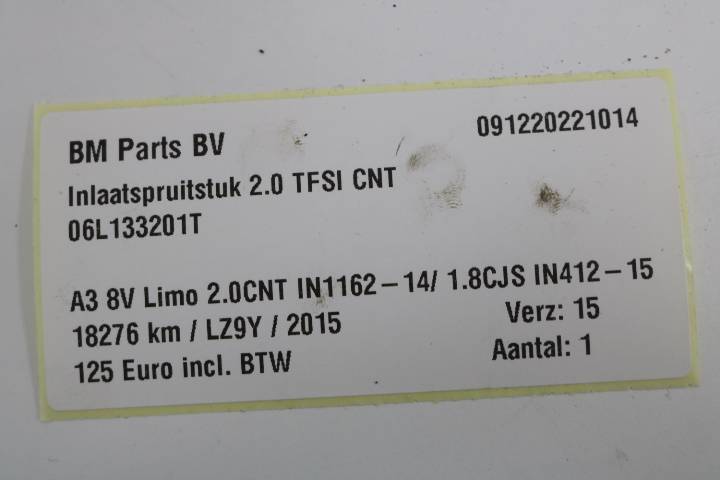 BM Parts BV
091220221014
Inlaatspruitstuk 2.0 TFSI CNT
06L133201T
A3 8V Limo 2.0CNT IN1162-14/ 1.8CJS IN412-15
18276 km / LZ9Y / 2015
Verz: 15
125 Euro incl. BTW
Aantal: 1